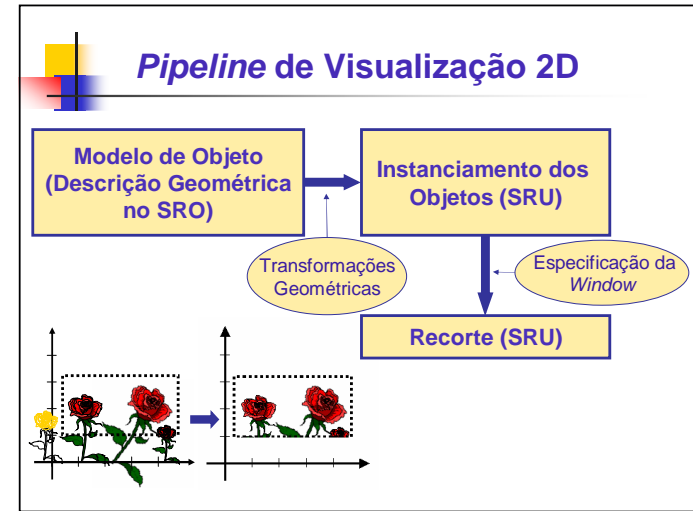 Pipeline de Visualização 2D
Modelo de Objeto
(Descrição Geométrica
no SRO)
Instanciamento dos
Objetos (SRU)
Transformações
Geométricas
Especificação da
Window
Recorte (SRU)